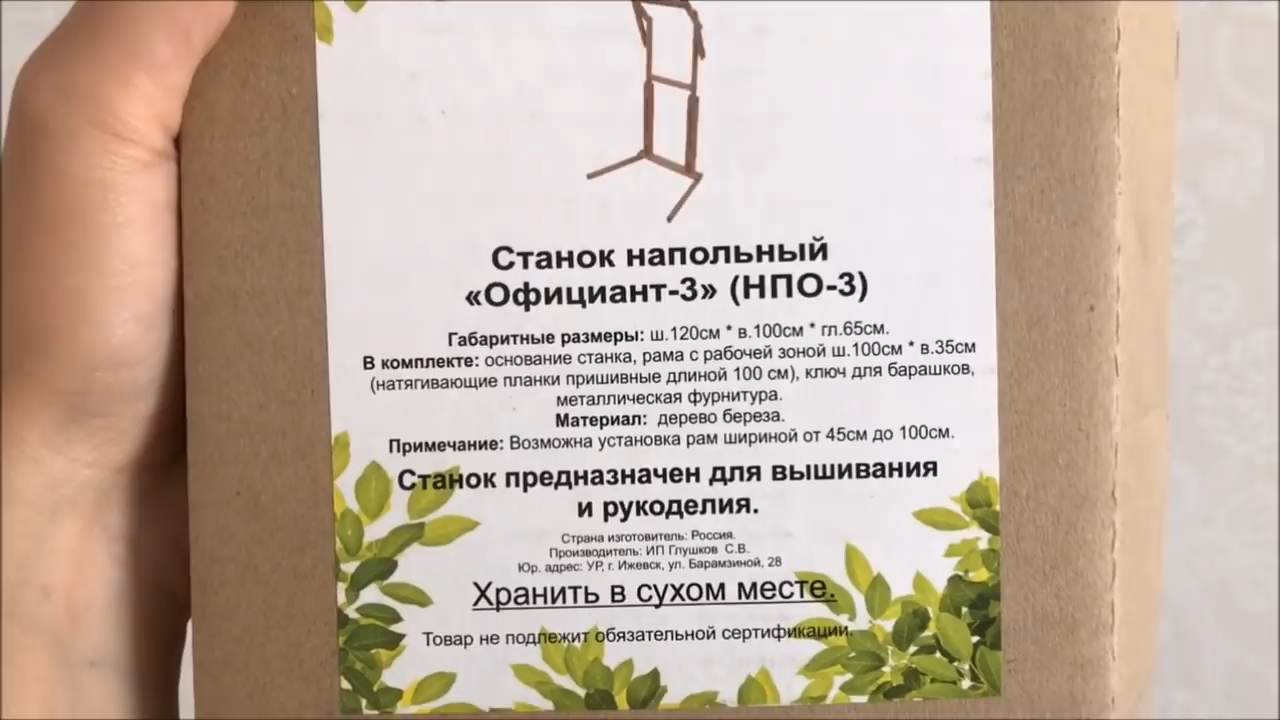 Станок напольный
«Официант-3» (НПО-3)
Габаритные размеры: ш.120см * в.100см * гл.65см.
В комплекте: основание станка, рама с рабочей зоной ш.100см * в.35см
(натягивающие планки пришивные длиной 100 см), ключ для барашков,
металлическая фурнитура.
Материал: дерево береза.
Примечание: Возможна установка рам шириной от 45см до 100см.
Станок предназначен для вышивания
и рукоделия.
Страна изготовитель: Россия.
Производитель: ИП Глушков С.В.
Юр. адрес: УР, г. Ижевск, ул. Барамзиной, 28
Хранить в сухом месте.
Товар не подлежит обязательной сертификации.